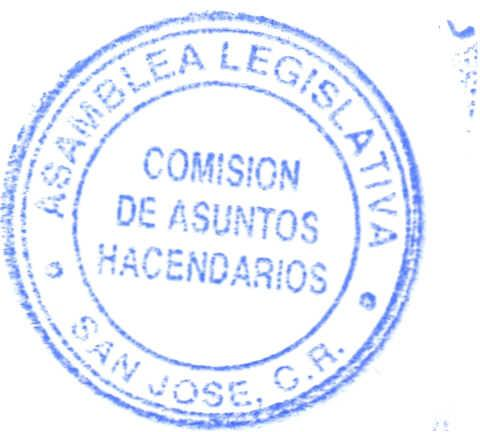 ASAMBLEA LEGISLATIVA
COMISION
DE ASUNTOS
HACENDARIOS
SAN JOSE, C.R.